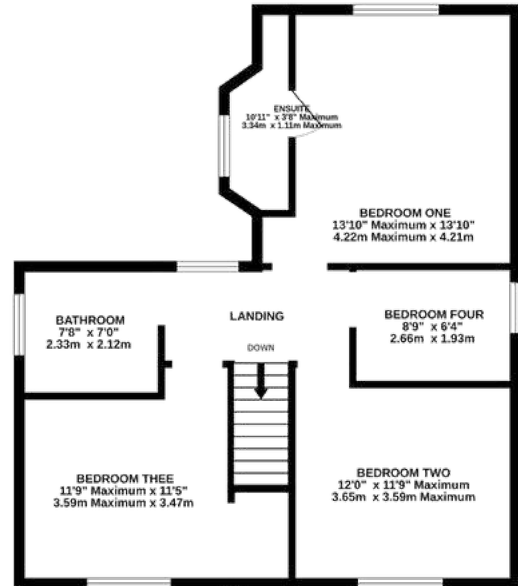 ENSUITE
10'11" x 3'8" Maximum
3.34m x 1.11m Maximum
BEDROOM ONE
13'10" Maximum x 13'10"
4.22m Maximum x 4.21m
BATHROOM
7'8" x 7'0"
2.33m x 2.12m
LANDING
DOWN
BEDROOM FOUR
8'9" x 6'4"
2.66m x 1.93m
BEDROOM THEE
11'9" Maximum x 11'5"
3.59m Maximum x 3.47m
BEDROOM TWO
12'0" x 11'9" Maximum
3.65m x 3.59m Maximum